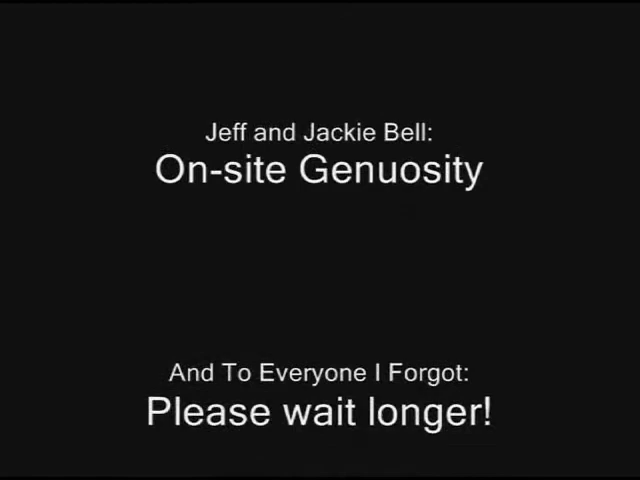 Jeff and Jackie Bell:
On-site Genuosity
And To Everyone I Forgot:
Please wait longer!